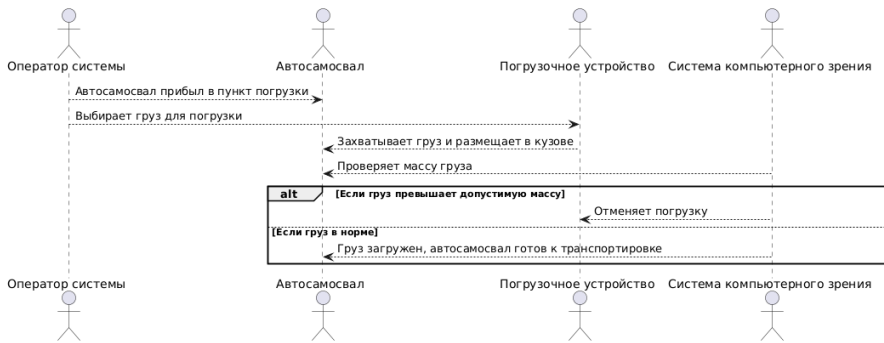 Оператор системы Автосамосвал Погрузочное устройство Система компьютерного зрения
Автосамосвал прибыл в пункт погрузки
Выбирает груз для погрузки
Захватывает груз и размещает в кузове
Проверяет массу груза
alt [Если груз превышает допустимую массу]
Отменяет погрузку
[Если груз в норме]
Груз загружен, автосамосвал готов к транспортировке
Оператор системы Автосамосвал Погрузочное устройство Система компьютерного зрения